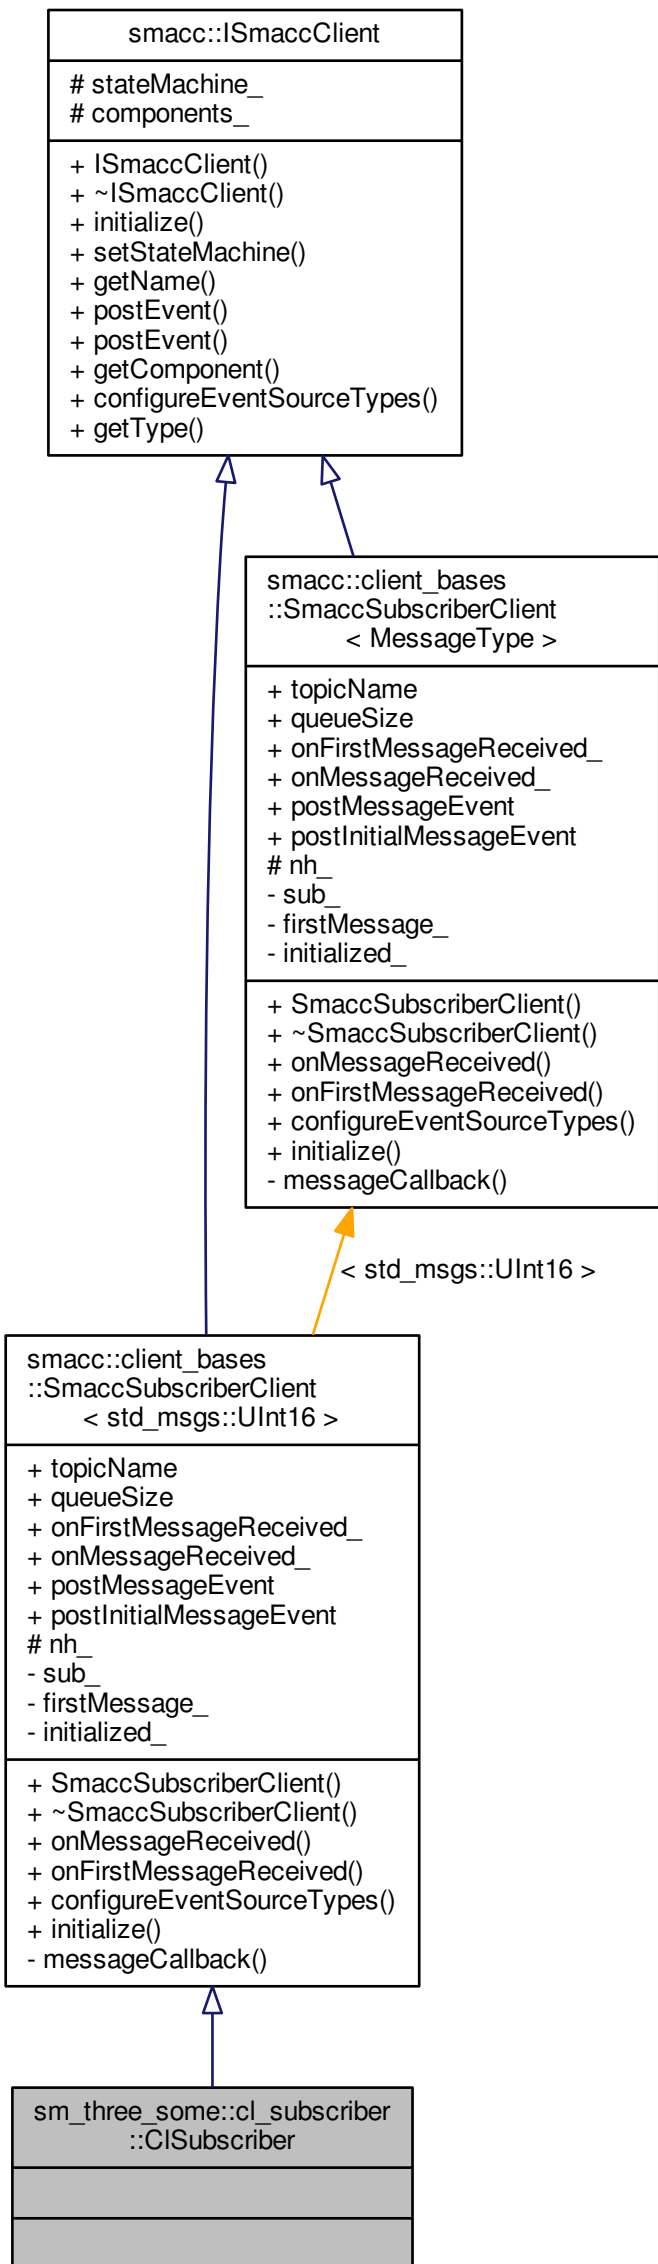 smacc::ISmaccClient
# stateMachine_
# components_
+ ISmaccClient()
+ ~ISmaccClient()
+ initialize()
+ setStateMachine()
+ getName()
+ postEvent()
+ postEvent()
+ getComponent()
+ configureEventSourceTypes()
+ getType()
smacc::client_bases
::SmaccSubscriberClient
< MessageType >
+ topicName
+ queueSize
+ onFirstMessageReceived_
+ onMessageReceived_
+ postMessageEvent
+ postInitialMessageEvent
# nh_
- sub_
- firstMessage_
- initialized_
+ SmaccSubscriberClient()
+ ~SmaccSubscriberClient()
+ onMessageReceived()
+ onFirstMessageReceived()
+ configureEventSourceTypes()
+ initialize()
- messageCallback()
< std_msgs::UInt16 >
smacc::client_bases
::SmaccSubscriberClient
< std_msgs::UInt16 >
+ topicName
+ queueSize
+ onFirstMessageReceived_
+ onMessageReceived_
+ postMessageEvent
+ postInitialMessageEvent
# nh_
- sub_
- firstMessage_
- initialized_
+ SmaccSubscriberClient()
+ ~SmaccSubscriberClient()
+ onMessageReceived()
+ onFirstMessageReceived()
+ configureEventSourceTypes()
+ initialize()
- messageCallback()
sm_three_some::cl_subscriber
::ClSubscriber